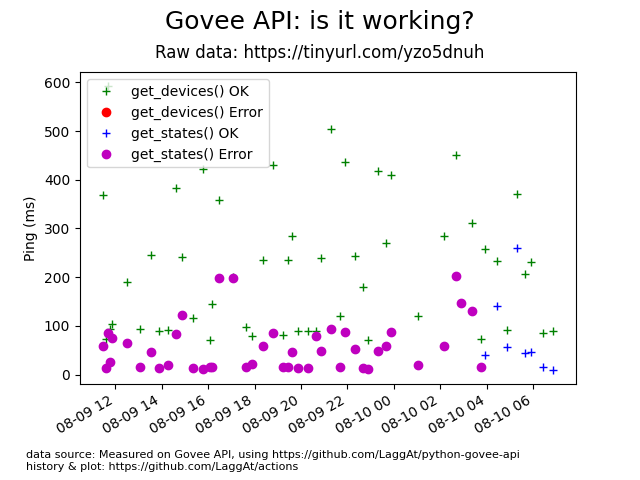 Govee API: is it working?
Raw data: https://tinyurl.com/yzo5dnuh
600
500
400
300
200
100
0
Ping (ms)
get_devices() OK
get_devices() Error
get_states() OK
get_states() Error
08-09 12
08-09 14
08-09 16
08-09 18
08-09 20
08-09 22
08-10 00
08-10 02
08-10 04
08-10 06
data source: Measured on Govee API, using https://github.com/LaggAt/python-govee-api
history & plot: https://github.com/LaggAt/actions